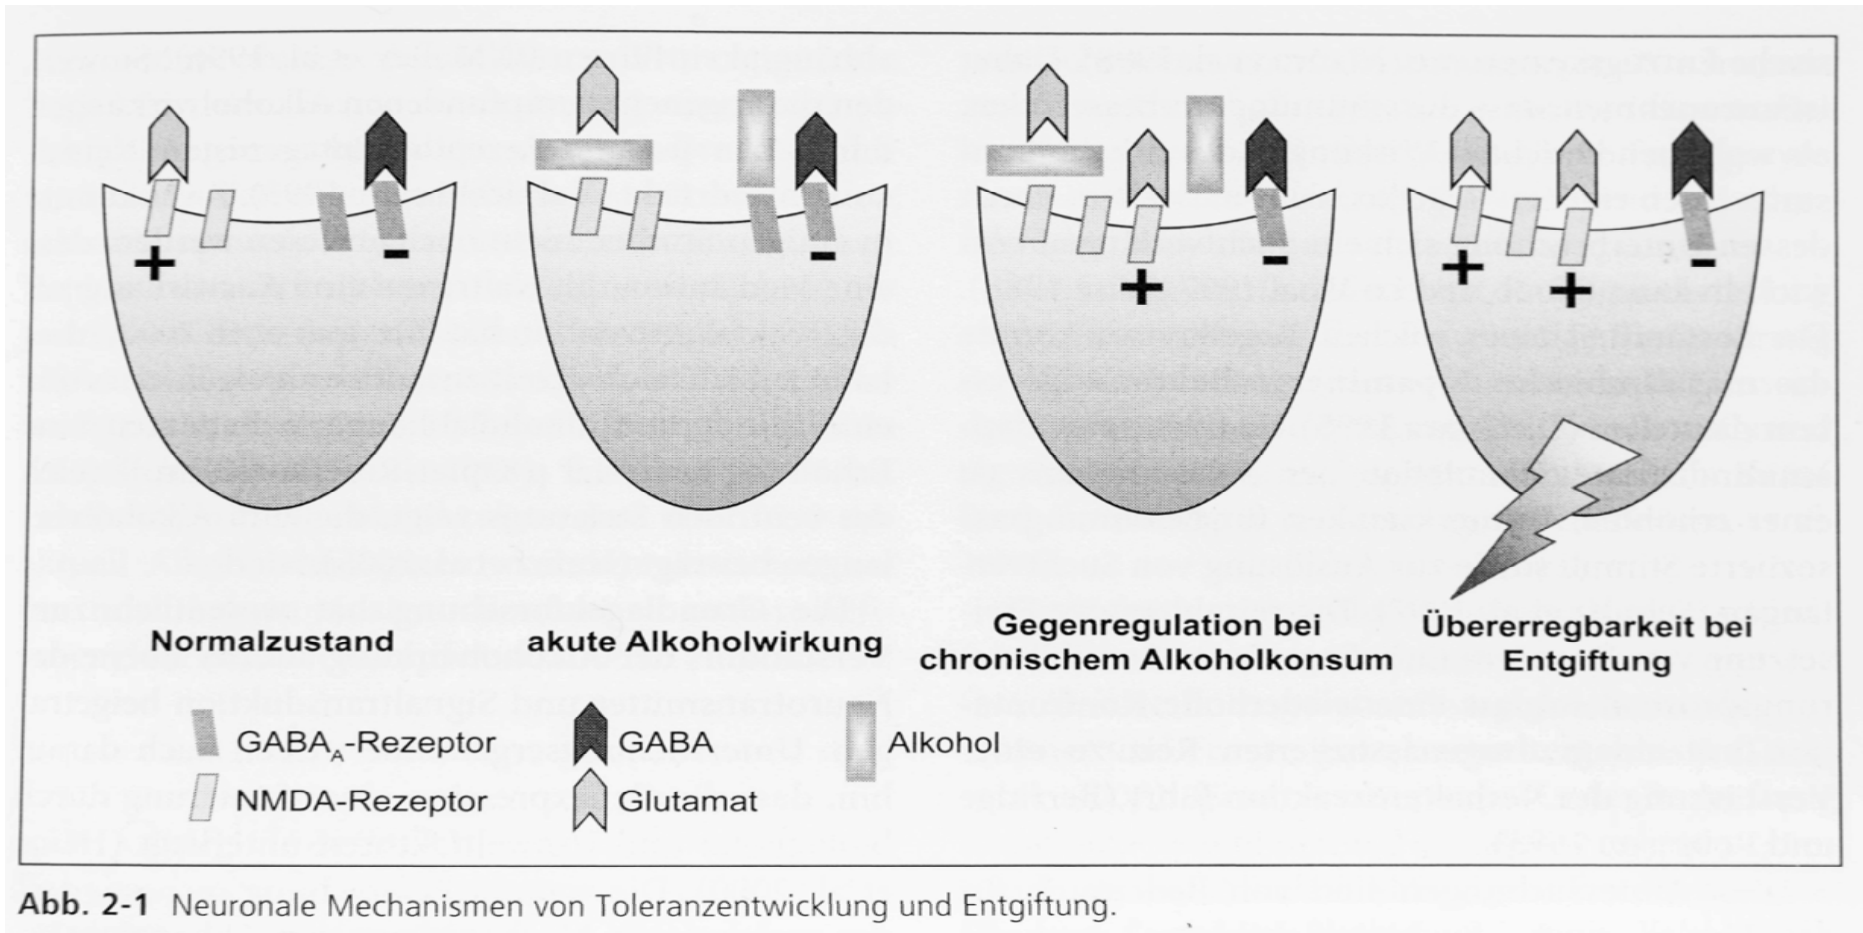 +
-
-
+
-
+
+
-
Normalzustand
akute Alkoholwirkung
Gegenregulation bei
chronischem Alkoholkonsum
Übererregbarkeit bei
Entgiftung
GABA_A-Rezeptor
GABA
Alkohol
NMDA-Rezeptor
Glutamat
Abb. 2-1 Neuronale Mechanismen von Toleranzentwicklung und Entgiftung.